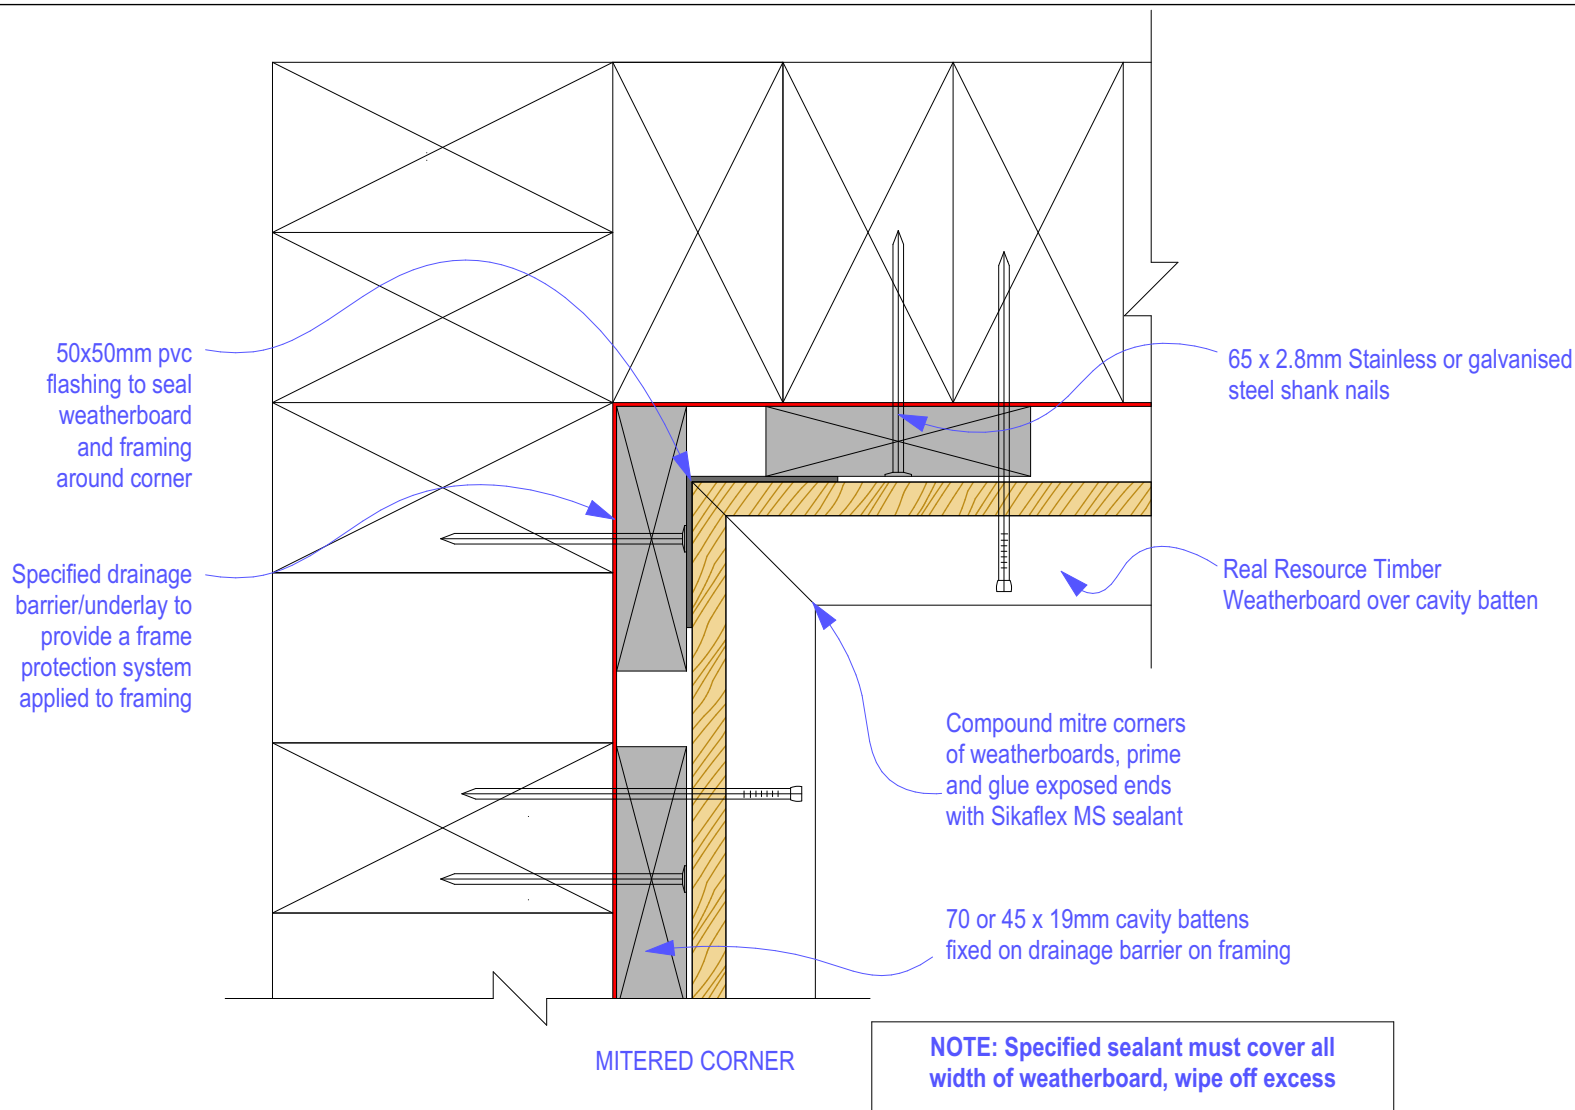 50x50mm pvc
flashing to seal
weatherboard
and framing
around corner
Specified drainage
barrier/underlay to
provide a frame
protection system
applied to framing
65 x 2.8mm Stainless or galvanised
steel shank nails
Real Resource Timber
Weatherboard over cavity batten
Compound mitre corners
of weatherboards, prime
and glue exposed ends
with Sikaflex MS sealant
70 or 45 x 19mm cavity battens
fixed on drainage barrier on framing
MITERED CORNER
NOTE: Specified sealant must cover all
width of weatherboard, wipe off excess